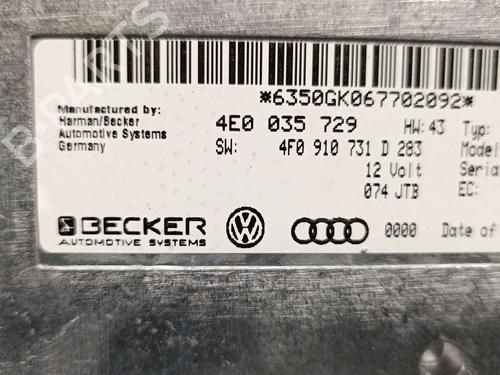 B-PARTS
*6350GK067702092*
Manufactured by:
Harman/Becker
Automotive Systems
Germany
4E0 035 729 HW: 43 Typ:
SW: 4F0 910 731 D 283 Model
12 Volt Seria
074 JTB EC:
BECKER
AUTOMOTIVE SYSTEMS
0000 Date of